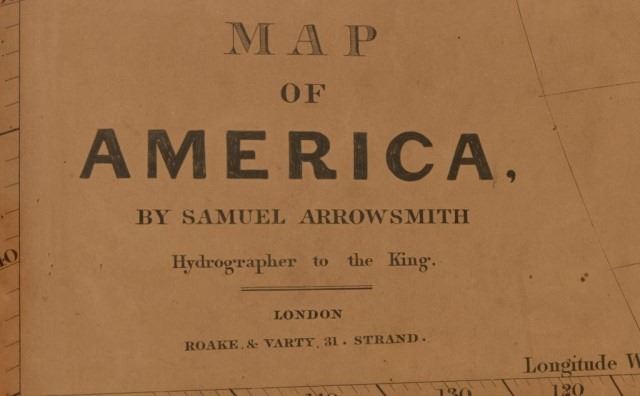 MAP
OF
AMERICA,
BY SAMUEL ARROWSMITH
Hydrographer to the King.
LONDON
ROAKE, & VARTY, 31. STRAND.
Longitude W
130
120